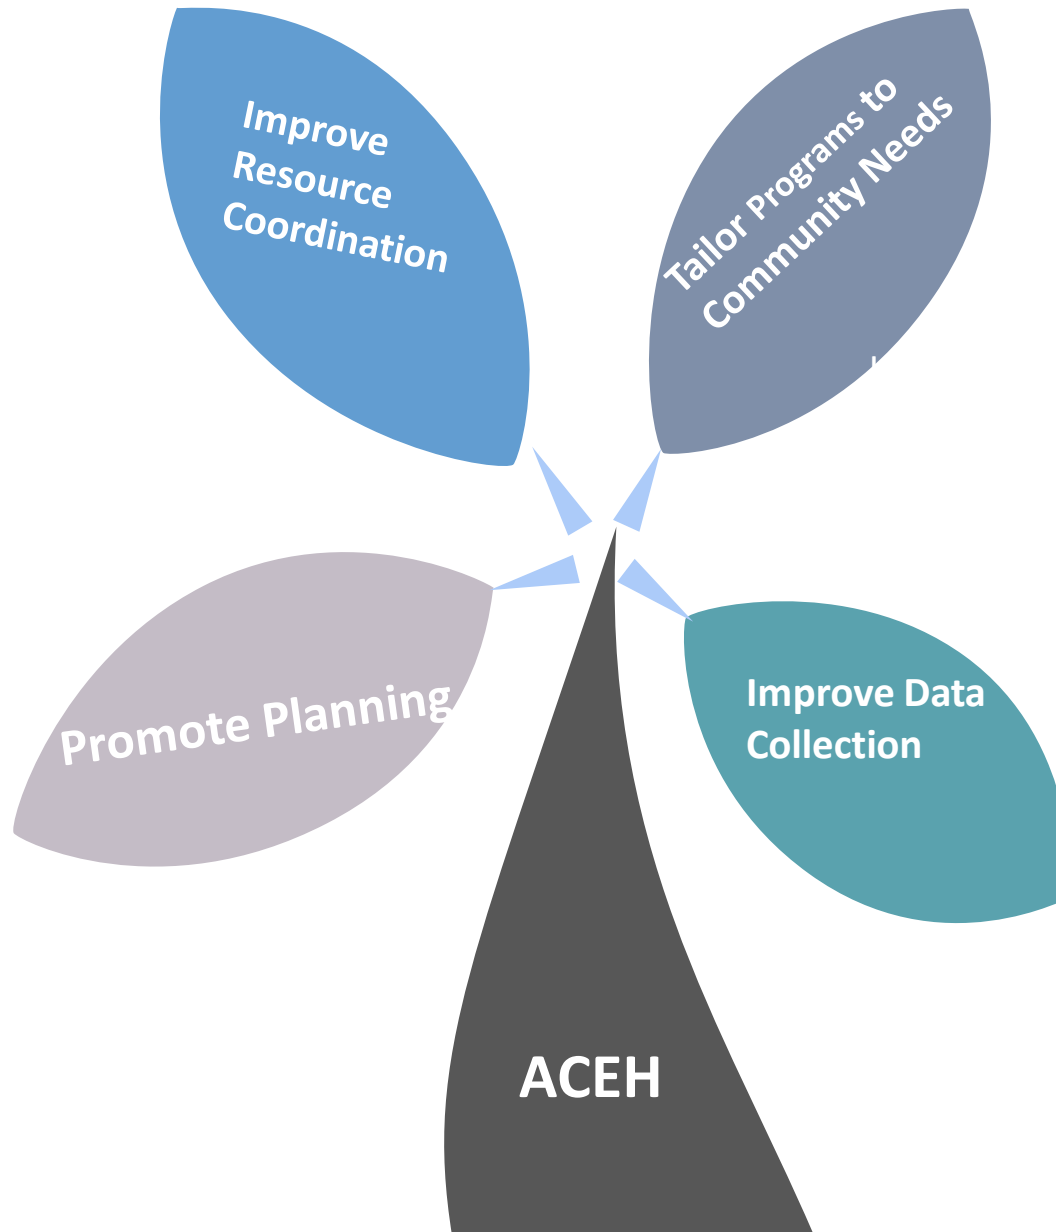 Improve
Resource
Coordination
Tailor Programs to
Community Needs
Promote Planning
Improve Data
Collection
ACEH